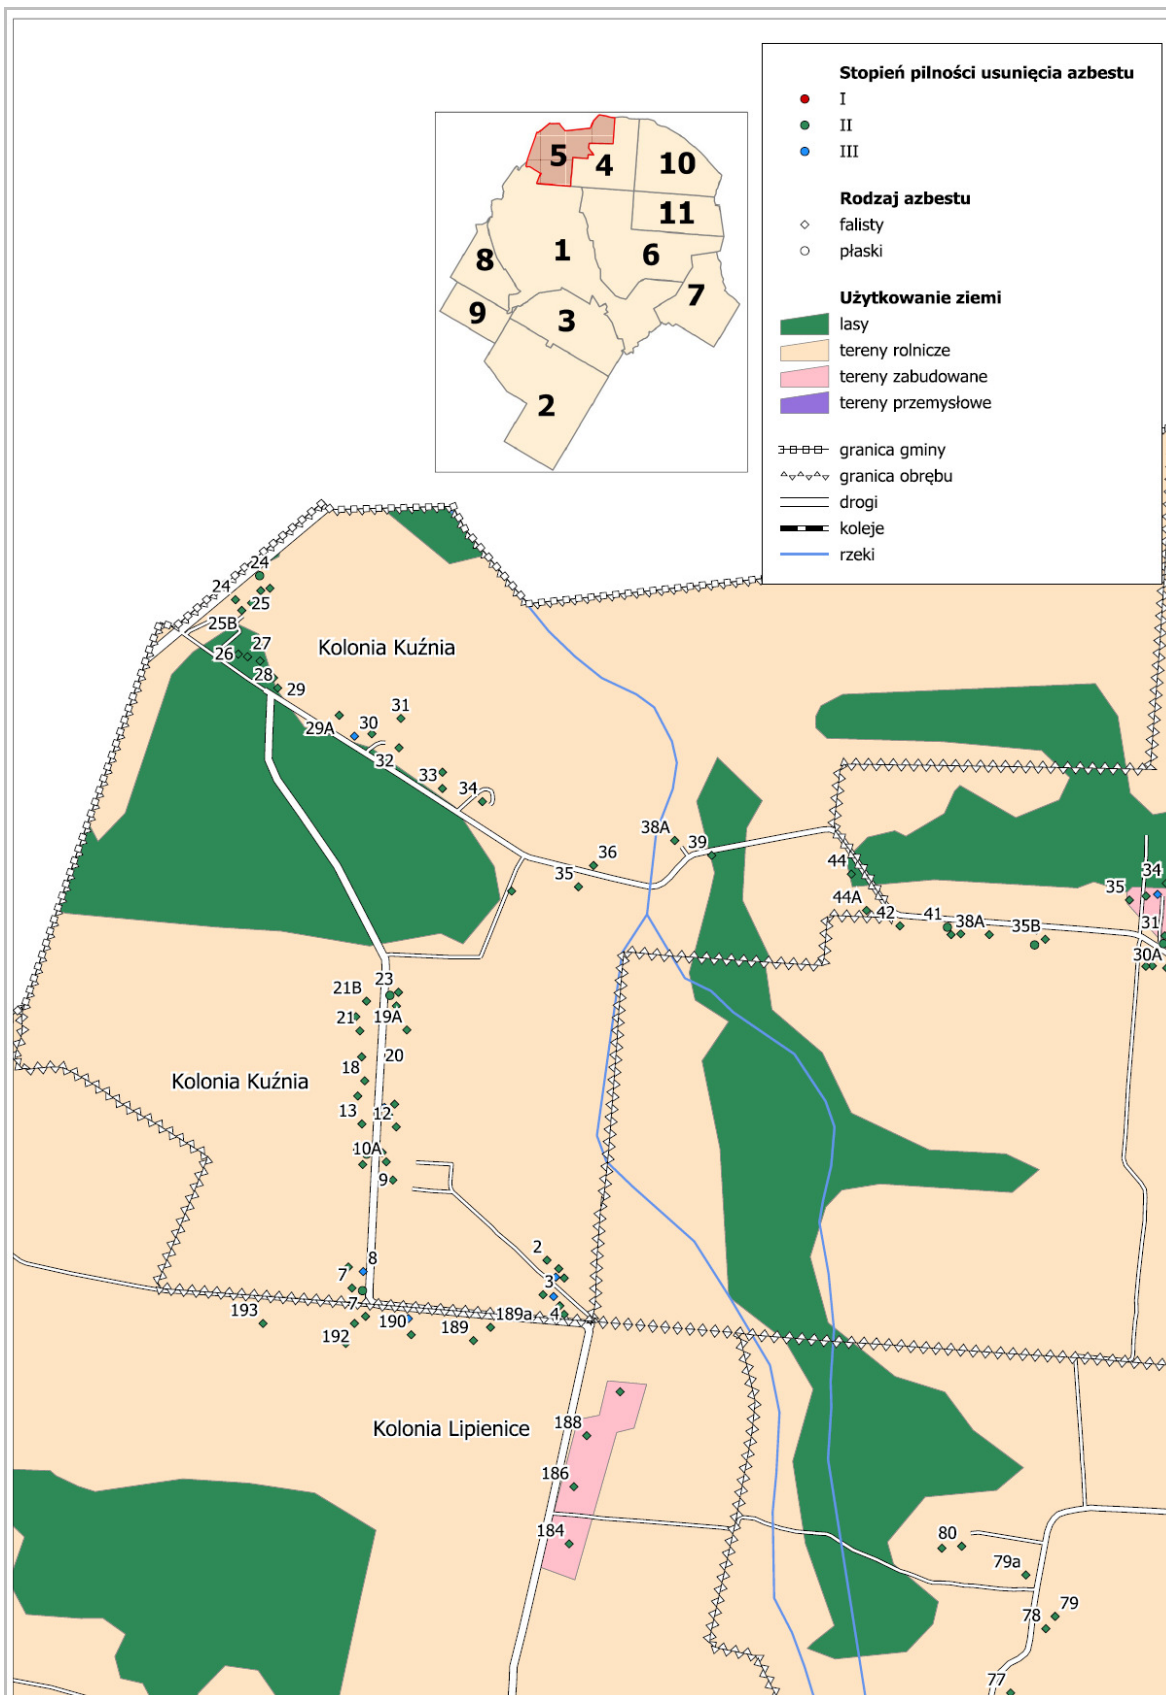 Stopień pilności usunięcia azbestu
I
II
III
Rodzaj azbestu
falisty
płaski
Użytkowanie ziemi
lasy
tereny rolnicze
tereny zabudowane
tereny przemysłowe
granica gminy
granica obrębu
drogi
koleje
rzeki
5
4
10
11
1
6
8
7
9
3
2
24
24
25
25B
26
27
28
29
Kolonia Kuźnia
31
29A
30
32
33
34
38A
39
36
35
44
44A
42
41
38A
35B
35
34
31
30A
23
21B
21
19A
20
18
Kolonia Kuźnia
13
12
10A
9
8
7
7
2
3
4
193
192
190
189
189a
Kolonia Lipienice
188
186
184
80
79a
79
78
77